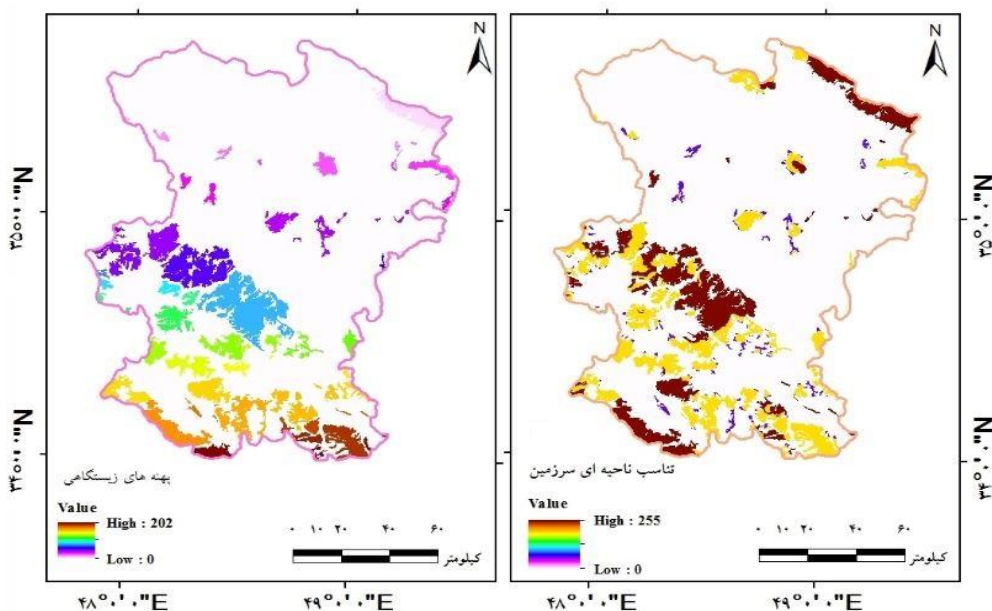 N
N
۳۵°۰'۰"N
۳۴°۰'۰"N
پهنه های زیستگاهی
Value
High : 202
Low : 0
۰ ۱۰ ۲۰ ۴۰ ۶۰
کیلومتر
۴۸°۰'۰"E
۴۹°۰'۰"E
۳۵°۰'۰"N
۳۴°۰'۰"N
تناسب ناحیه ای سرزمین
Value
High : 255
Low : 0
۰ ۱۰ ۲۰ ۴۰ ۶۰
کیلومتر
۴۸°۰'۰"E
۴۹°۰'۰"E